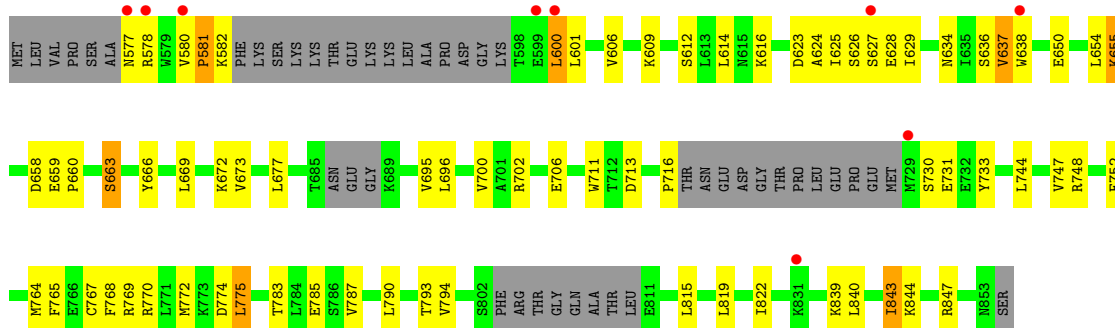 MET LEU VAL PRO SER ALA N577 R578 W579 V580 P581 K582 PHE LYS SER LYS LYS THR GLU LYS LYS LEU ALA PRO ASP GLY LYS T598 E599 L600 L601 V606 K609 S612 L613 L614 N615 K616 D623 A624 I625 S626 S627 E628 I629 N634 I635 S636 V637 W638 E650 L654 K655
D658 E659 P660 S663 Y666 L669 K672 V673 L677 T685 ASN GLU GLY K689 V695 L696 V700 A701 R702 E706 W711 T712 D713 P716 THR ASN GLU ASP GLY THR PRO LEU GLU PRO GLU MET M729 S730 E731 E732 Y733 L744 V747 R748
M764 F765 E766 C767 F768 R769 R770 L771 M772 K773 D774 L775 T783 L784 E785 S786 V787 L790 T793 V794 S802 PHE ARG THR GLY GLN ALA THR LEU E811 L815 L819 I822 K831 K839 L840 I843 K844 R847 N853 SER